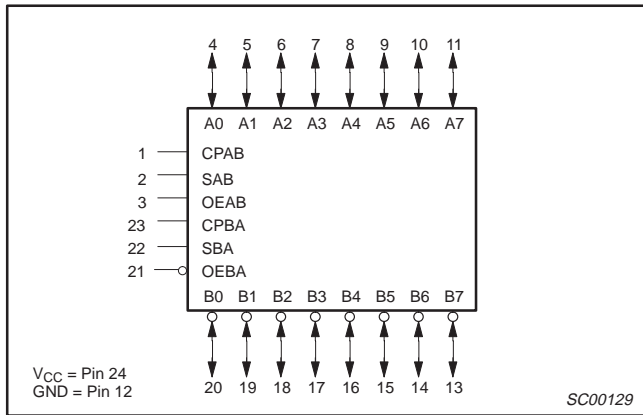 4 5 6 7 8 9 10 11
A0 A1 A2 A3 A4 A5 A6 A7
1 CPAB
2 SAB
3 OEAB
23 CPBA
22 SBA
21 OEBA
B0 B1 B2 B3 B4 B5 B6 B7
VCC = Pin 24
GND = Pin 12
20 19 18 17 16 15 14 13
SC00129